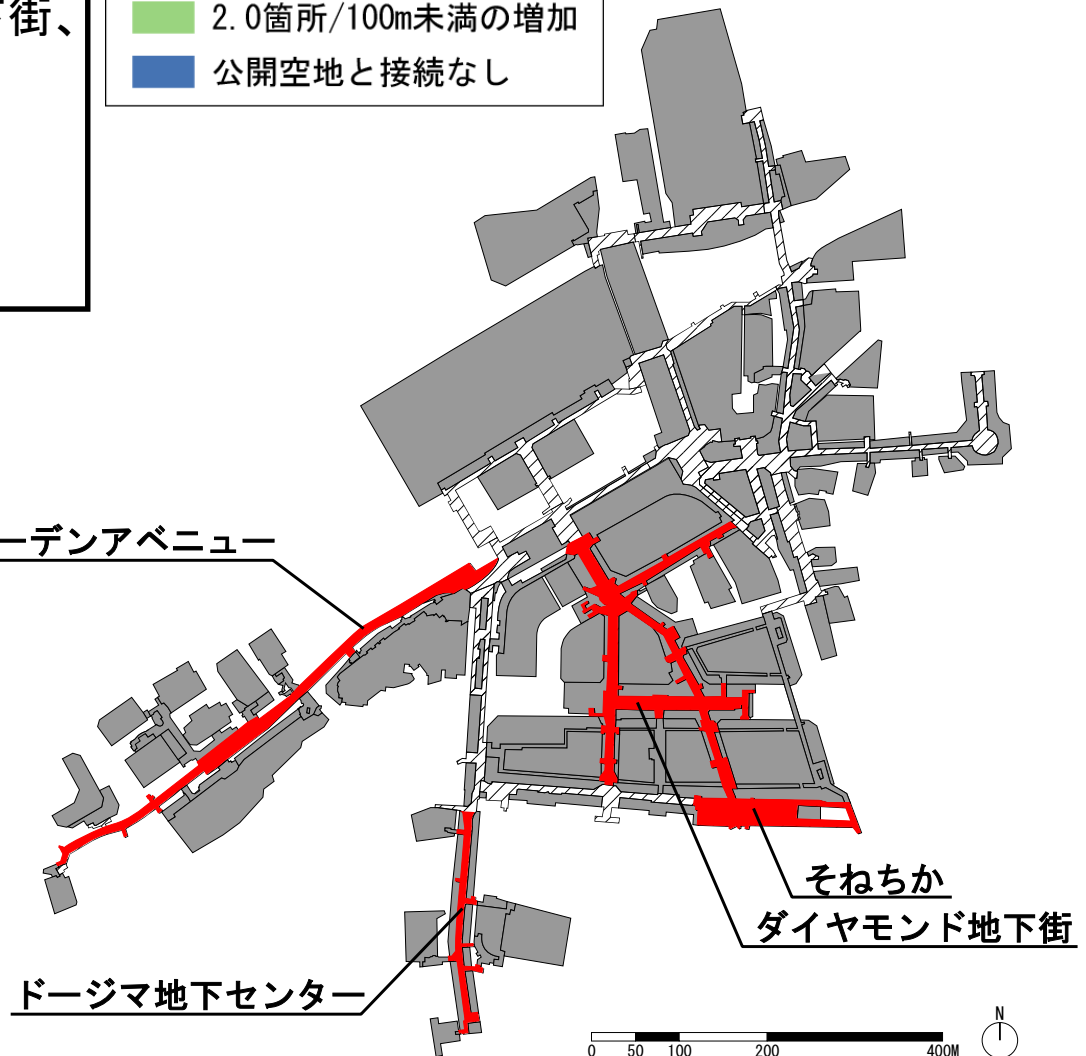 街、
2.0箇所/100m未満の増加
公開空地と接続なし
ーデンアベニュー
そねちか
ダイヤモンド地下街
ドージマ地下センター
N
0 50 100 200 400M